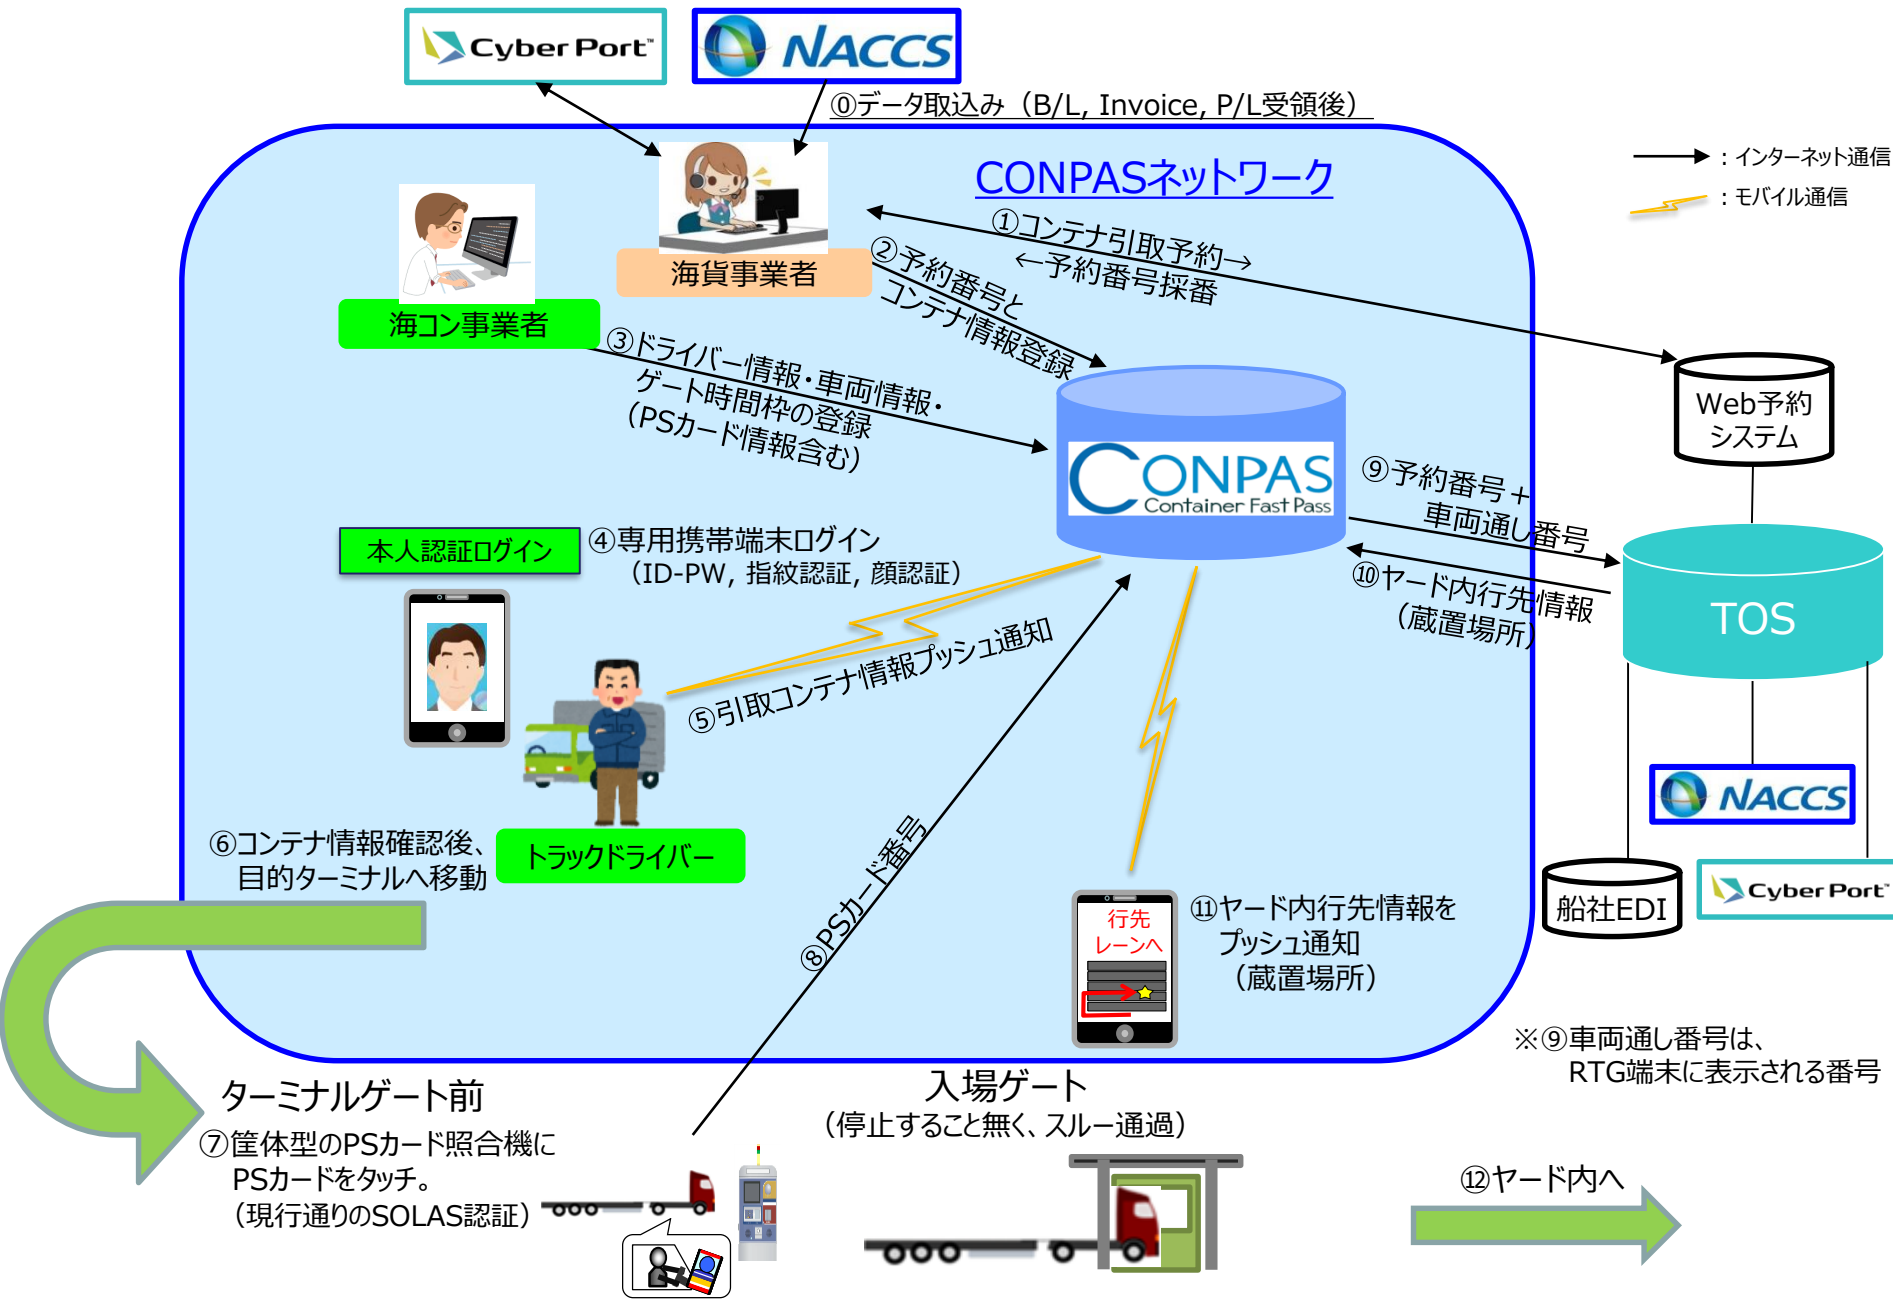 Cyber Port™
NACCS
⓪データ取込み（B/L, Invoice, P/L受領後）
CONPASネットワーク
：インターネット通信
：モバイル通信
海貨事業者
海コン事業者
①コンテナ引取予約→
←予約番号採番
②予約番号と
コンテナ情報登録
③ドライバー情報・車両情報・
ゲート時間枠の登録
（PSカード情報含む）
CONPAS
Container Fast Pass
Web予約
システム
本人認証ログイン
④専用携帯端末ログイン
（ID-PW, 指紋認証, 顔認証）
⑤引取コンテナ情報プッシュ通知
⑨予約番号＋
車両通し番号
⑩ヤード内行先情報
（蔵置場所）
TOS
NACCS
船社EDI
Cyber Port™
⑥コンテナ情報確認後、
目的ターミナルへ移動
トラックドライバー
⑧PSカード番号
行先
レーンへ
⑪ヤード内行先情報を
プッシュ通知
（蔵置場所）
※⑨車両通し番号は、
RTG端末に表示される番号
ターミナルゲート前
⑦筐体型のPSカード照合機に
PSカードをタッチ。
（現行通りのSOLAS認証）
入場ゲート
（停止すること無く、スルー通過）
⑫ヤード内へ